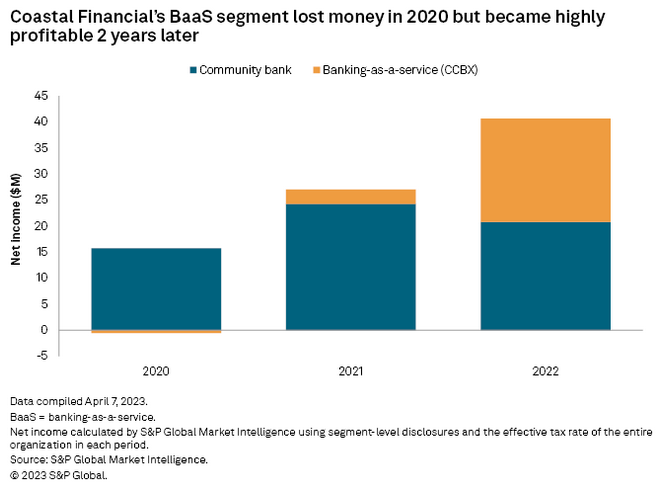 Coastal Financial's BaaS segment lost money in 2020 but became highly
profitable 2 years later
Community bank Banking-as-a-service (CCBX)
45
40
35
30
25
20
15
10
5
0
-5
Net income ($M)
2020 2021 2022
Data compiled April 7, 2023.
BaaS = banking-as-a-service.
Net income calculated by S&P Global Market Intelligence using segment-level disclosures and the effective tax rate of the entire
organization in each period.
Source: S&P Global Market Intelligence.
© 2023 S&P Global.